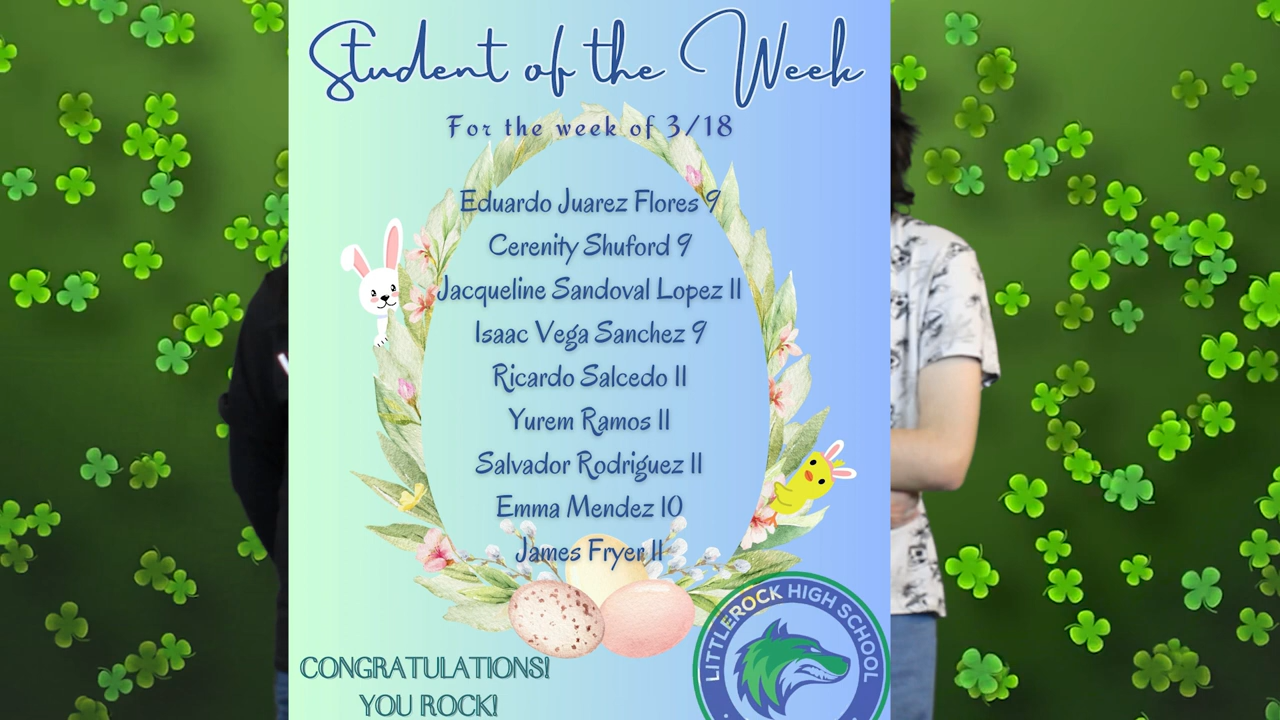 Student of the Week
For the week of 3/18
Eduardo Juarez Flores 9
Cerenity Shuford 9
Jacqueline Sandoval Lopez 11
Isaac Vega Sanchez 9
Ricardo Salcedo 11
Yurem Ramos 11
Salvador Rodriguez 11
Emma Mendez 10
James Fryer 11
CONGRATULATIONS!
YOU ROCK!
LITTLEROCK HIGH SCHOOL